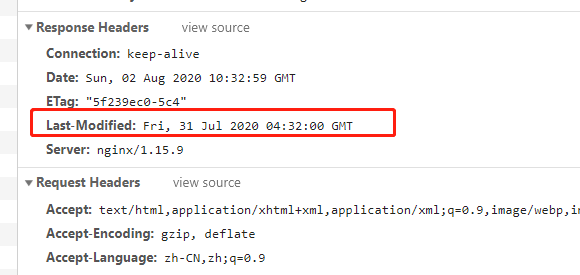 Response Headers view source
Connection: keep-alive
Date: Sun, 02 Aug 2020 10:32:59 GMT
ETag: "5f239ec0-5c4"
Last-Modified: Fri, 31 Jul 2020 04:32:00 GMT
Server: nginx/1.15.9
Request Headers view source
Accept: text/html,application/xhtml+xml,application/xml;q=0.9,image/webp,in
Accept-Encoding: gzip, deflate
Accept-Language: zh-CN,zh;q=0.9